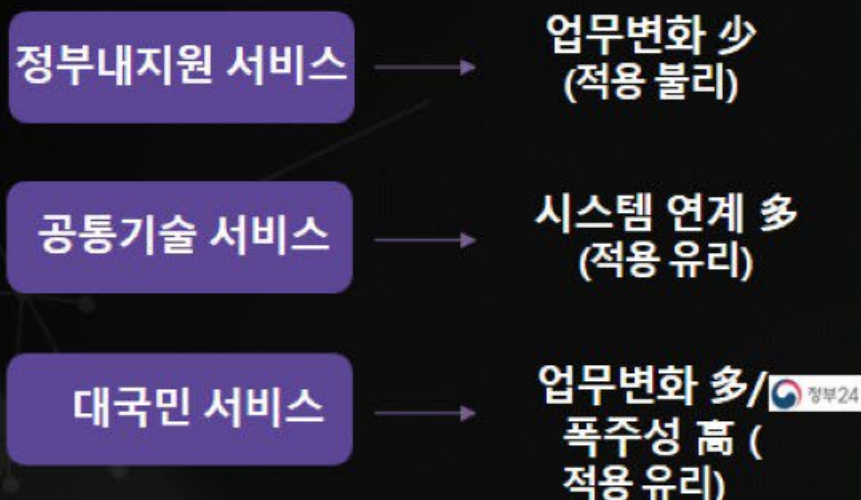 정부내지원 서비스
업무변화 少
(적용 불리)
공통기술 서비스
시스템 연계 多
(적용 유리)
대국민 서비스
업무변화 多/
정부24
폭주성 高 (
적용 유리)